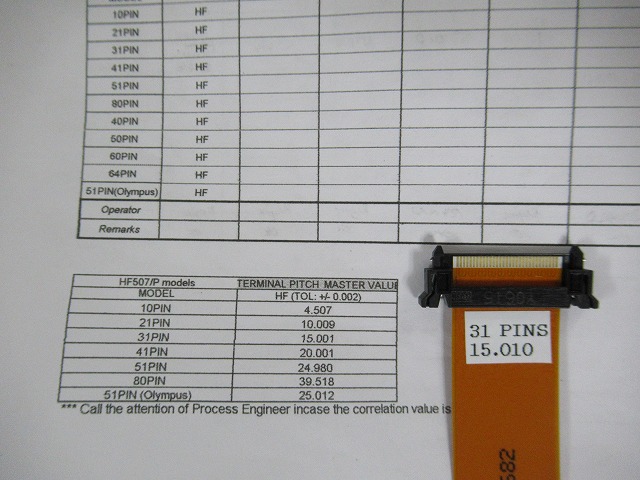 10PIN HF
21PIN HF
31PIN HF
41PIN HF
51PIN HF
80PIN HF
40PIN HF
50PIN HF
60PIN HF
64PIN HF
51PIN(Olympus) HF
Operator
Remarks
HF507/P models TERMINAL PITCH MASTER VALUE
MODEL HF (TOL: +/- 0.002)
10PIN 4.507
21PIN 10.009
31PIN 15.001
41PIN 20.001
51PIN 24.980
80PIN 39.518
51PIN (Olympus) 25.012
*** Call the attention of Process Engineer incase the correlation value is
31 PINS
15.010